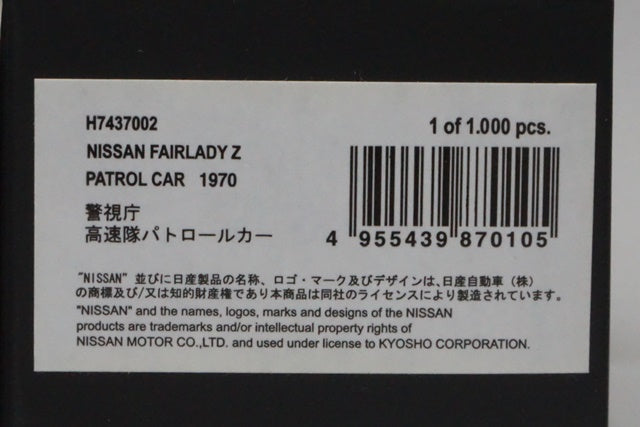 H7437002
1 of 1.000 pcs.
NISSAN FAIRLADY Z
PATROL CAR 1970
警視庁
高速隊パトロールカー
4 955439 870105
"NISSAN" 並びに日産製品の名称、ロゴ・マーク及びデザインは、日産自動車（株）
の商標及び/又は知的財産権であり本商品は同社のライセンスにより製造されています。
"NISSAN" and the names, logos, marks and designs of the NISSAN
products are trademarks and/or intellectual property rights of
NISSAN MOTOR CO.,LTD. and used under license to KYOSHO CORPORATION.